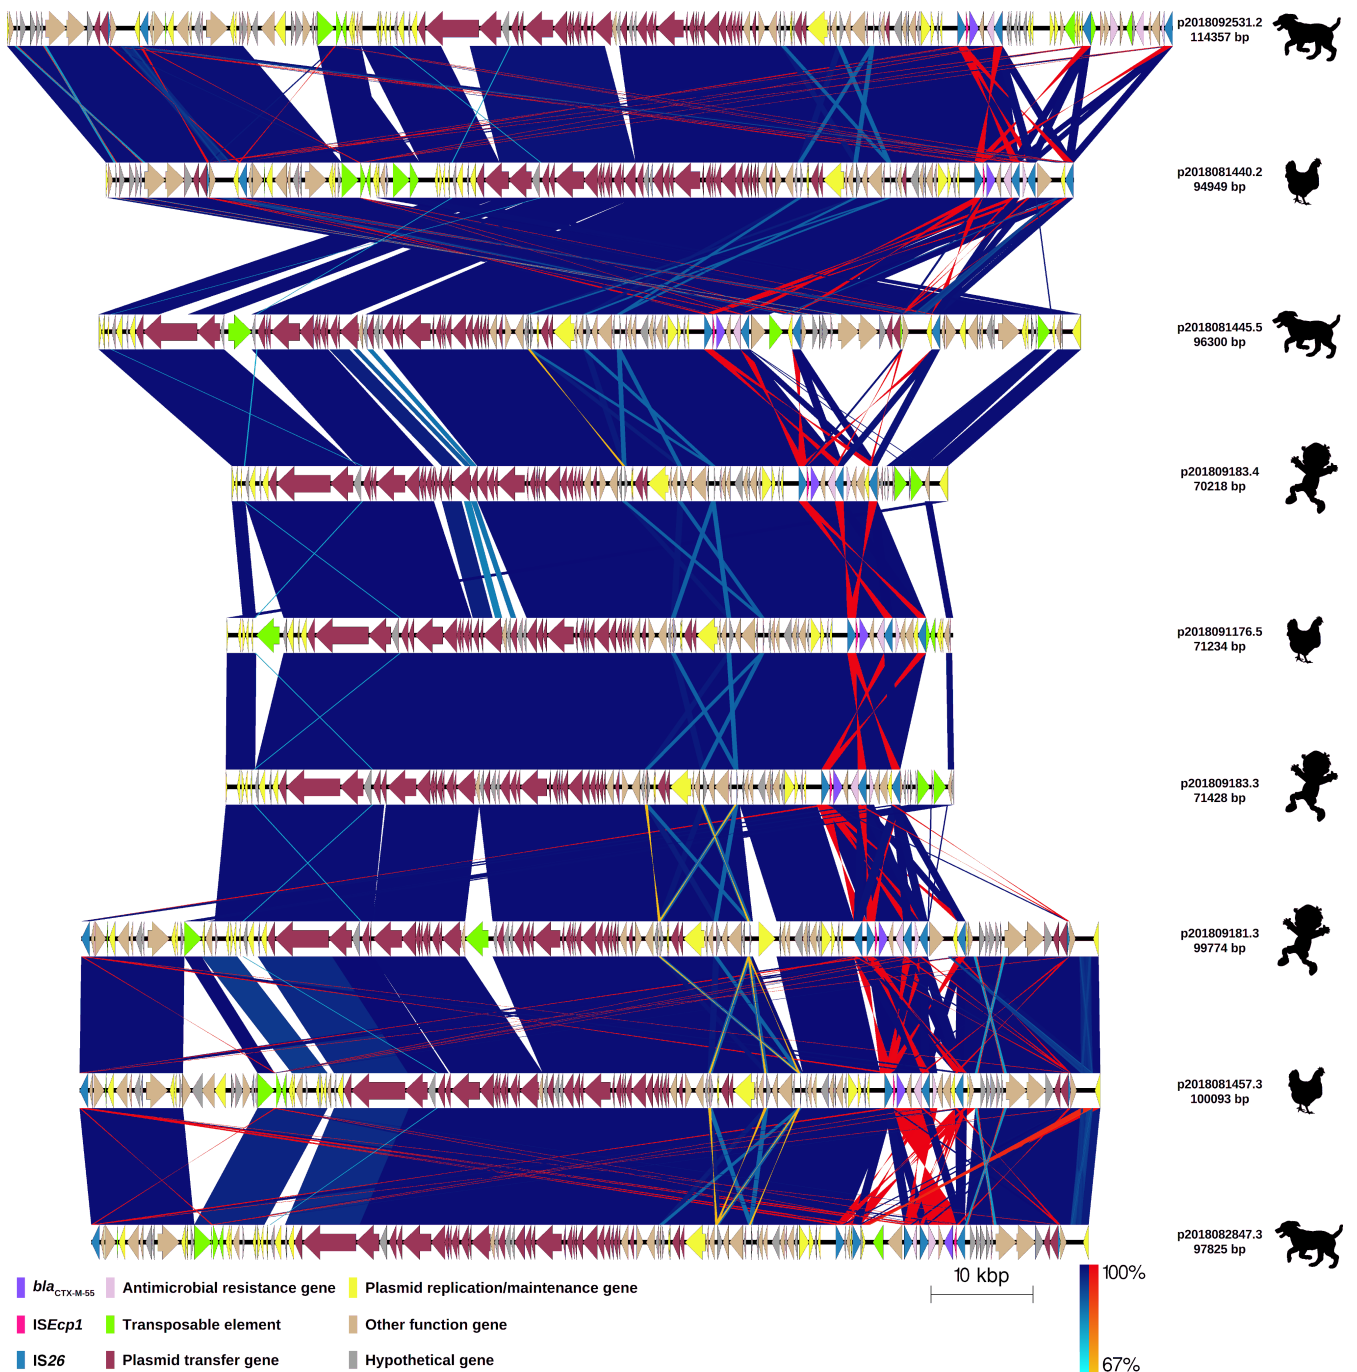 p2018092531.2
114357 bp
p2018081440.2
94949 bp
p2018081445.5
96300 bp
p201809183.4
70218 bp
p2018091176.5
71234 bp
p201809183.3
71428 bp
p201809181.3
99774 bp
p2018081457.3
100093 bp
p2018082847.3
97825 bp
blaCTX-M-55 Antimicrobial resistance gene Plasmid replication/maintenance gene
ISEcp1 Transposable element Other function gene
IS26 Plasmid transfer gene Hypothetical gene
10 kbp
100%
67%